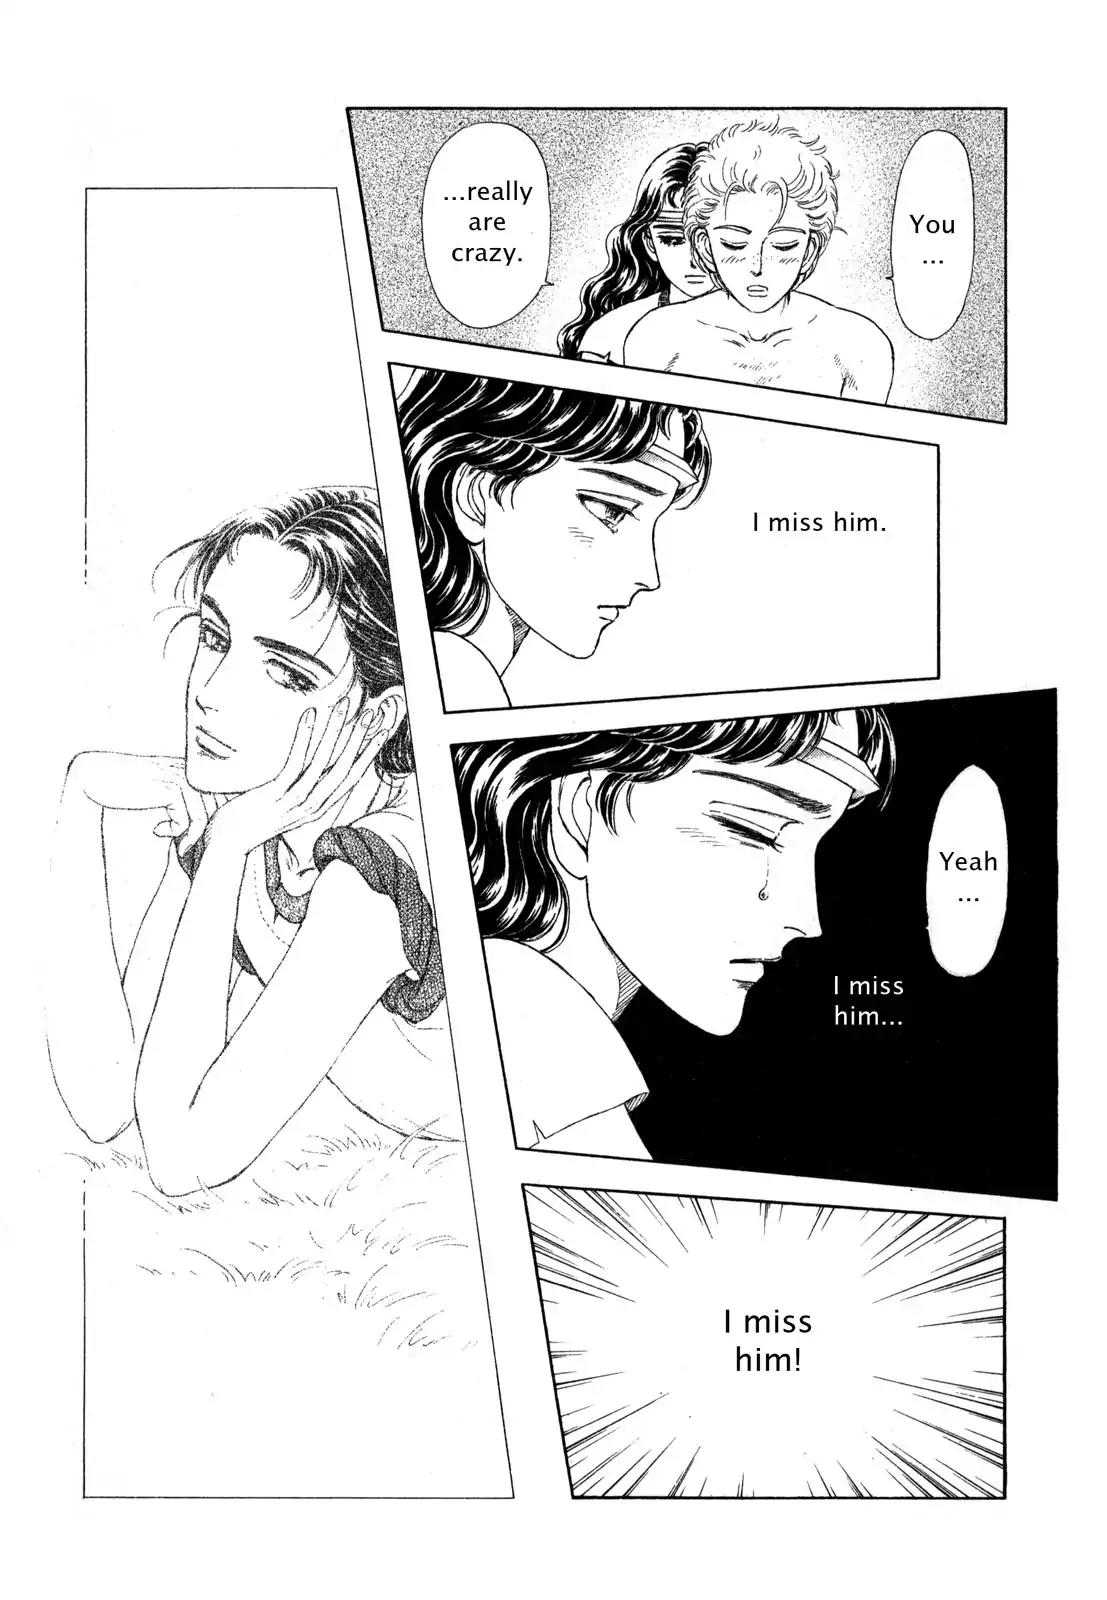 You
...
...really
are
crazy.
I miss him.
Yeah
...
I miss
him...
I miss
him!